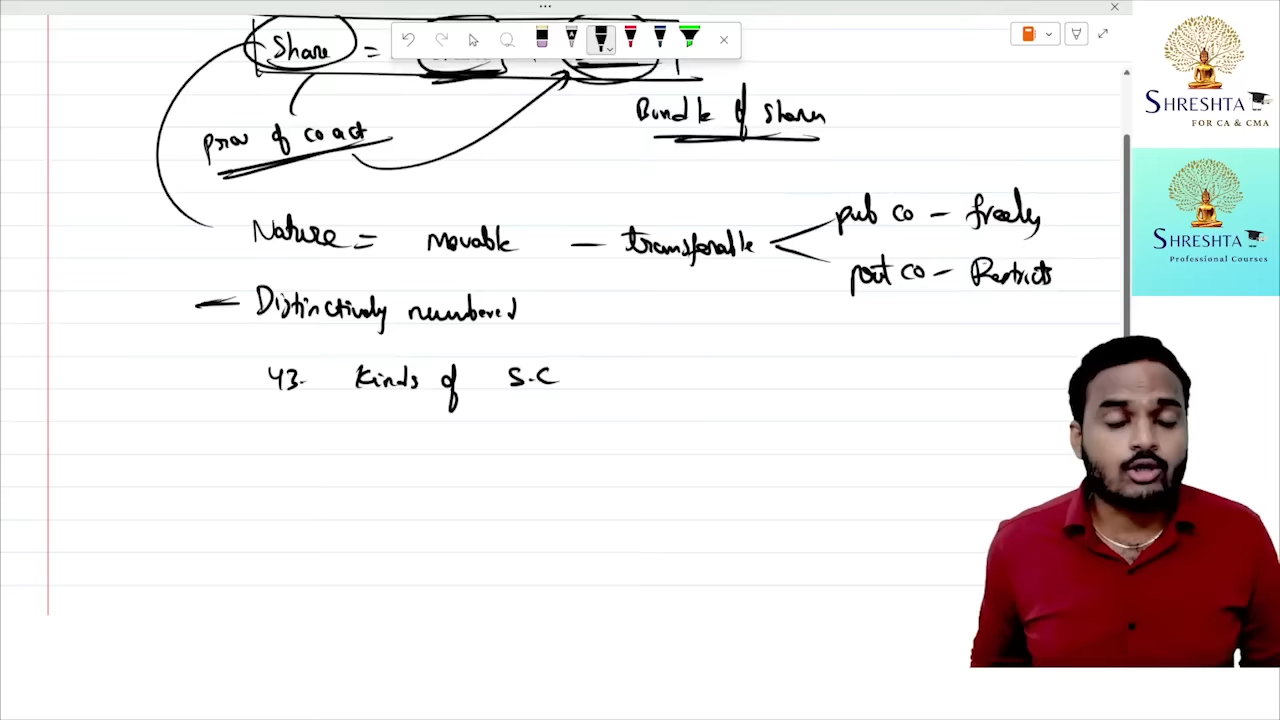 Share =
Bundle of shares
prov of co act
Nature = movable — transferable
pub co — freely
pvt co — Restricts
— Distinctively numbered
43. Kinds of S.C
SHRESHTA
FOR CA & CMA
SHRESHTA
Professional Courses